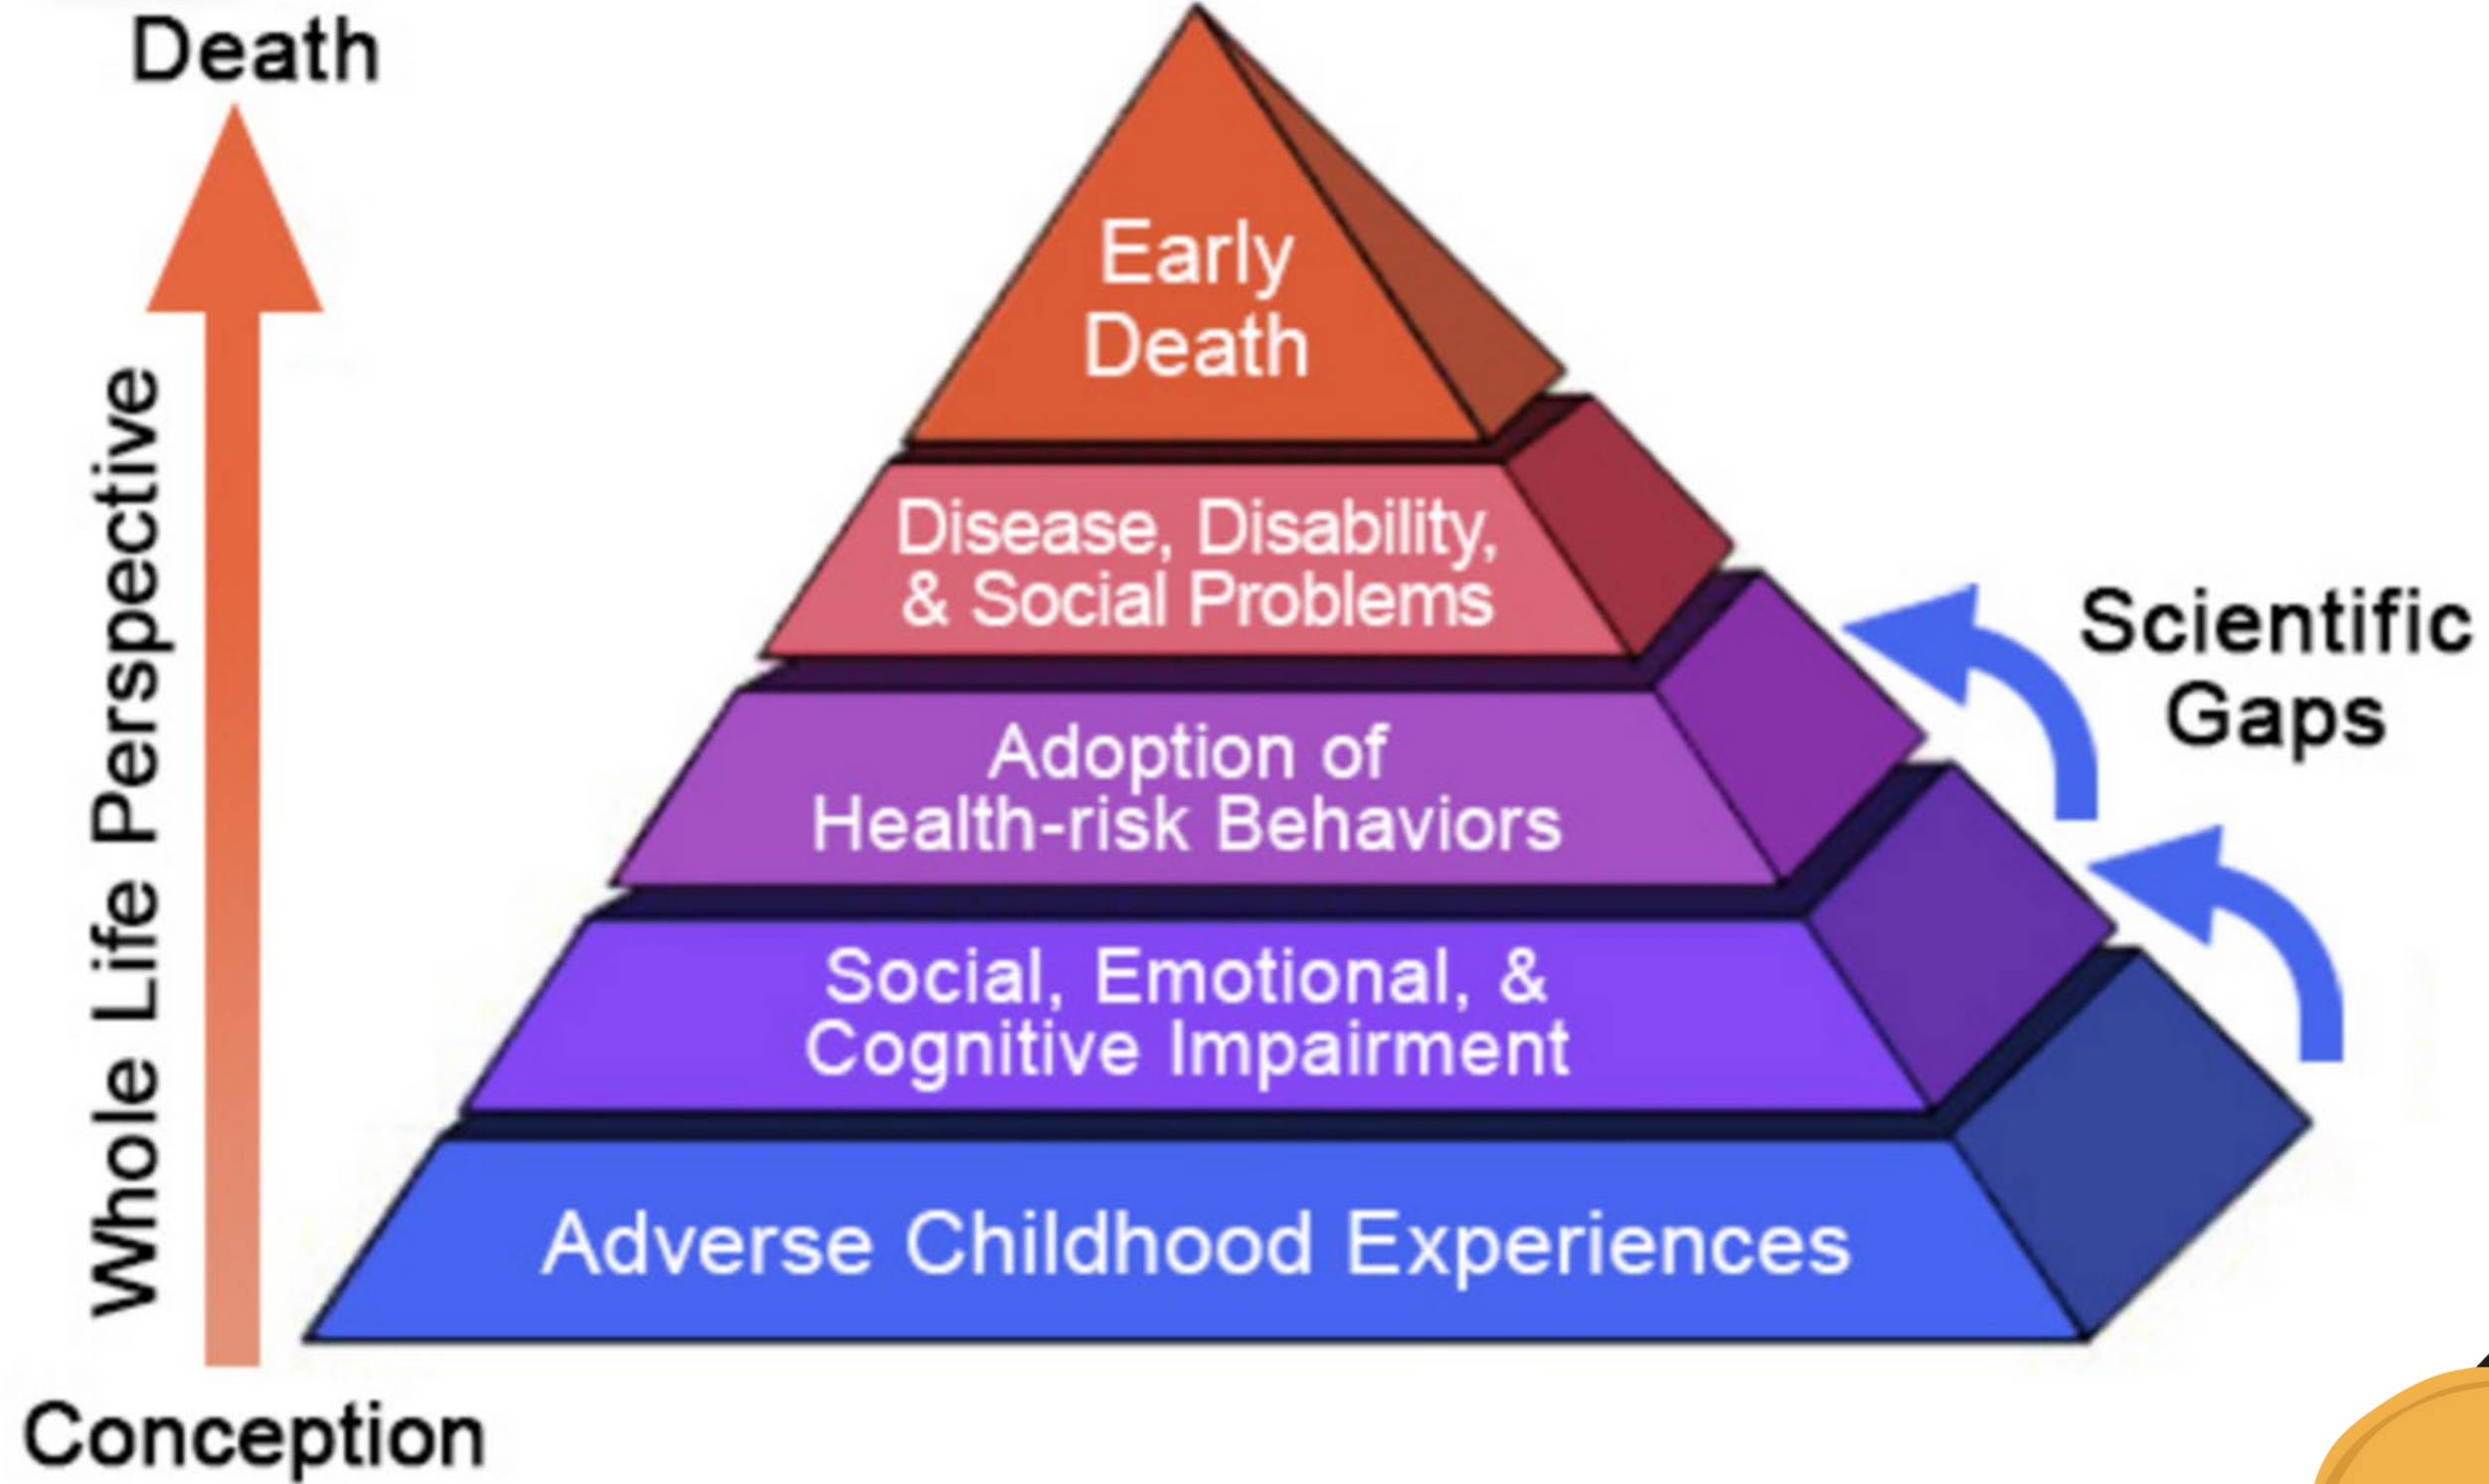 Death
Whole Life Perspective
Conception
Early
Death
Disease, Disability,
& Social Problems
Adoption of
Health-risk Behaviors
Social, Emotional, &
Cognitive Impairment
Adverse Childhood Experiences
Scientific
Gaps